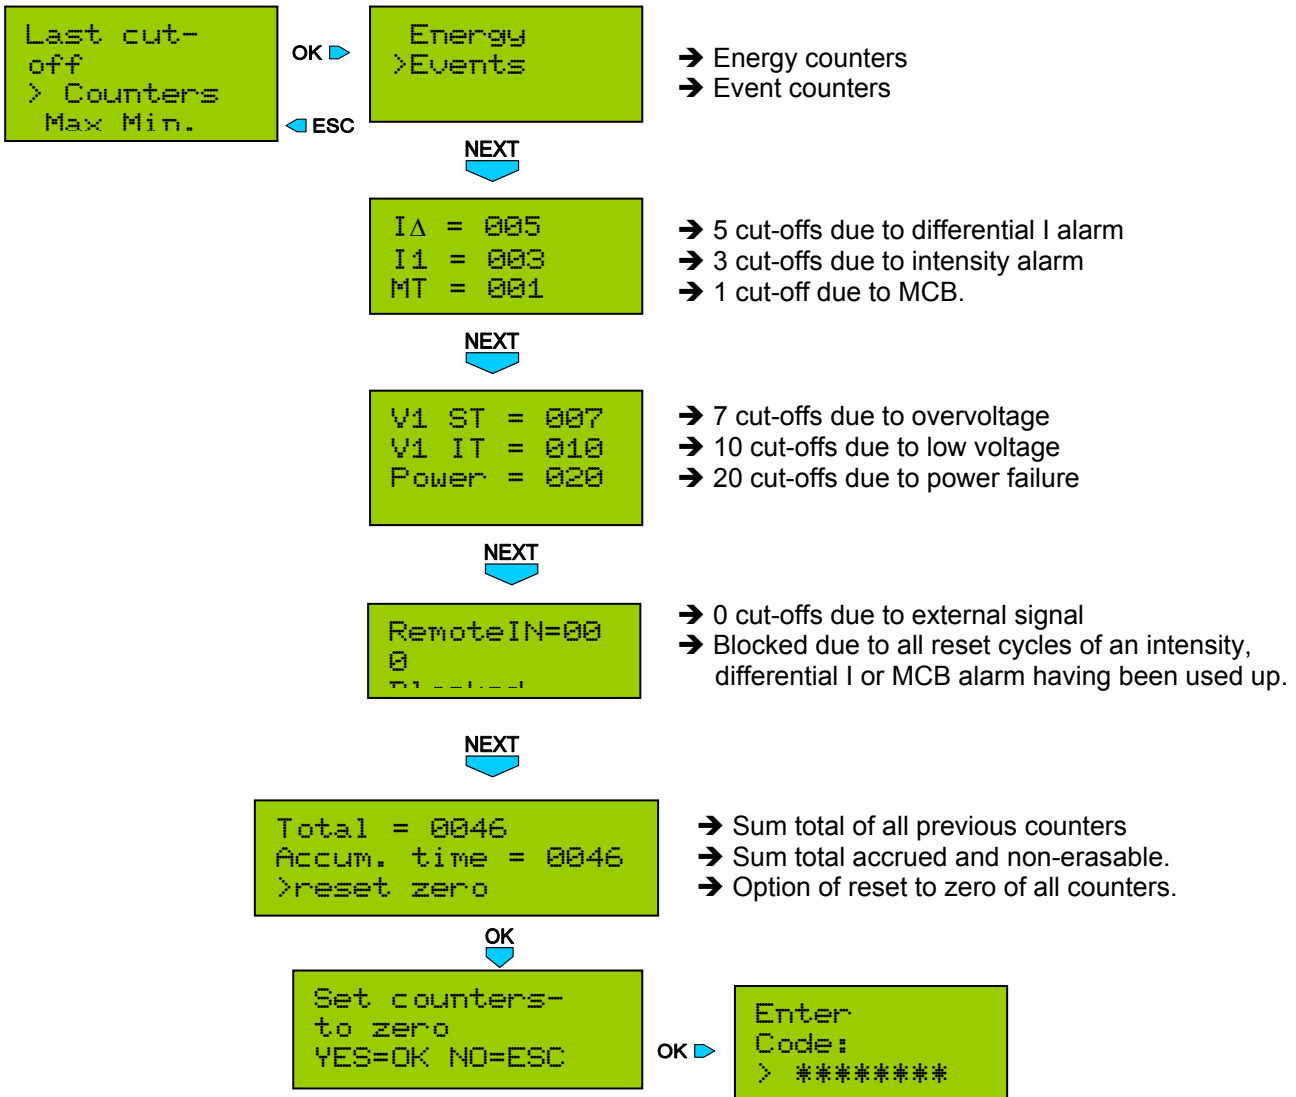 Last cut-
off
> Counters
Max Min.
OK
ESC
Energy
>Events
➔ Energy counters
➔ Event counters
NEXT
I∆ = 005
I1 = 003
MT = 001
➔ 5 cut-offs due to differential I alarm
➔ 3 cut-offs due to intensity alarm
➔ 1 cut-off due to MCB.
NEXT
V1 ST = 007
V1 IT = 010
Power = 020
➔ 7 cut-offs due to overvoltage
➔ 10 cut-offs due to low voltage
➔ 20 cut-offs due to power failure
NEXT
RemoteIN=00
0
➔ 0 cut-offs due to external signal
➔ Blocked due to all reset cycles of an intensity,
differential I or MCB alarm having been used up.
NEXT
Total = 0046
Accum. time = 0046
>reset zero
➔ Sum total of all previous counters
➔ Sum total accrued and non-erasable.
➔ Option of reset to zero of all counters.
OK
Set counters-
to zero
YES=OK NO=ESC
OK
Enter
Code:
> ********